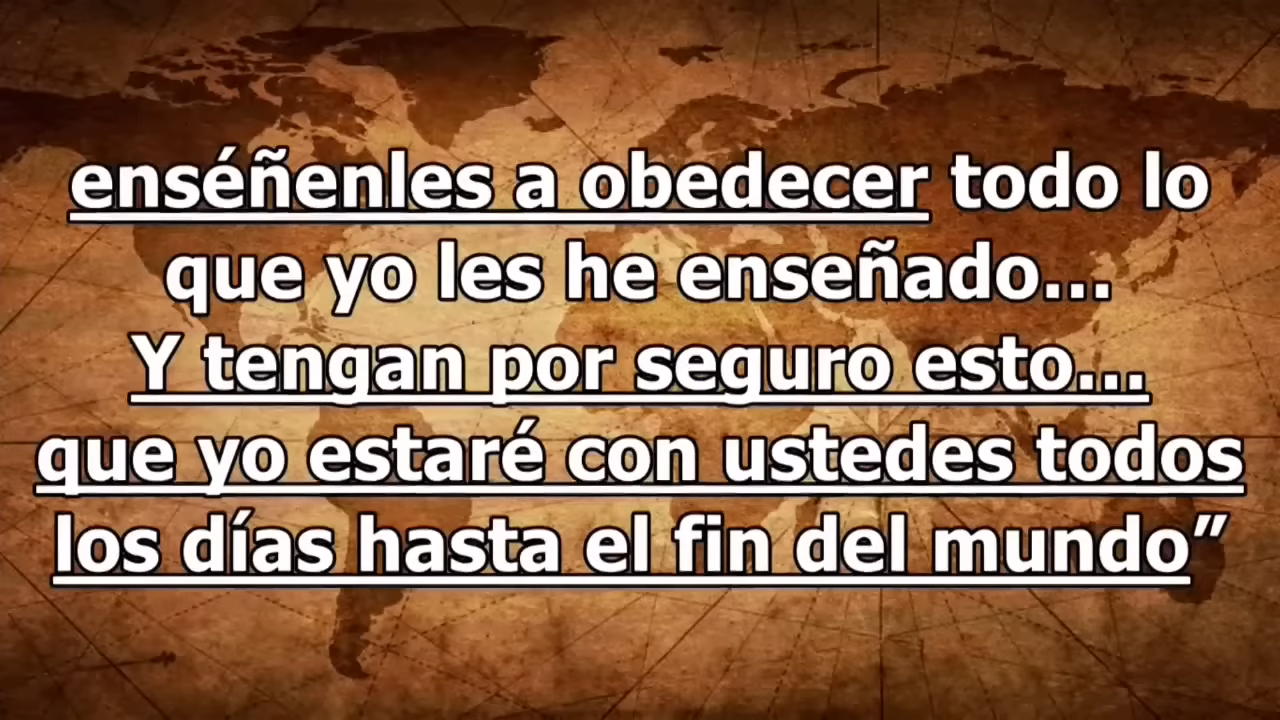 enséñenles a obedecer todo lo
que yo les he enseñado...
Y tengan por seguro esto...
que yo estaré con ustedes todos
los días hasta el fin del mundo”